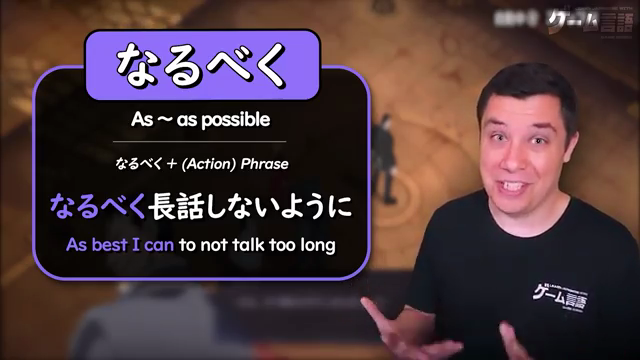 なるべく
As ～ as possible
なるべく + (Action) Phrase
なるべく長話しないように
As best I can to not talk too long
ゲーム言語
ゲーム言語